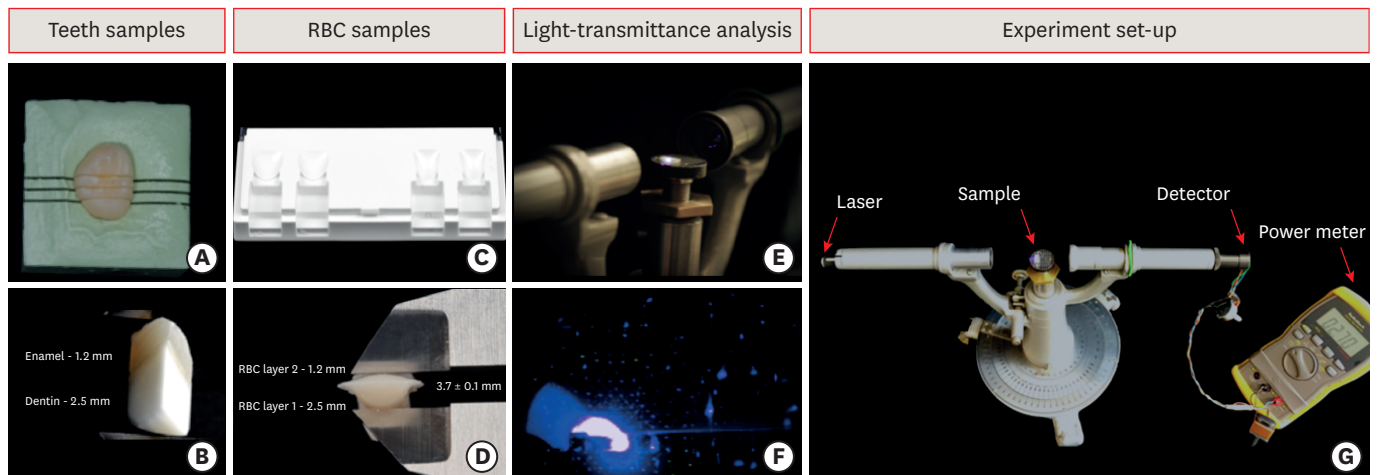 Teeth samples
RBC samples
Light-transmittance analysis
Experiment set-up
A
Enamel - 1.2 mm
Dentin - 2.5 mm
B
C
RBC layer 2 - 1.2 mm
3.7 ± 0.1 mm
RBC layer 1 - 2.5 mm
D
E
F
Laser
Sample
Detector
Power meter
G